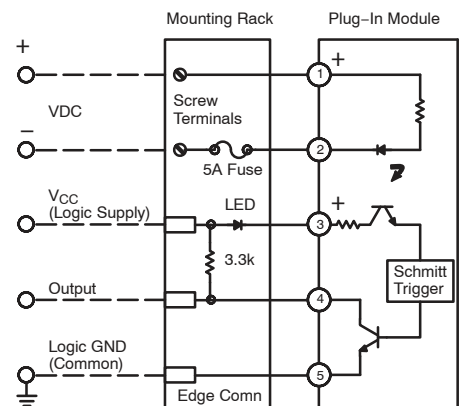 Mounting Rack
Plug–In Module
+
+
1
Screw
Terminals
VDC
–
2
5A Fuse
VCC
(Logic Supply)
LED
+
3
3.3k
Schmitt
Trigger
Output
4
Logic GND
(Common)
5
Edge Comn